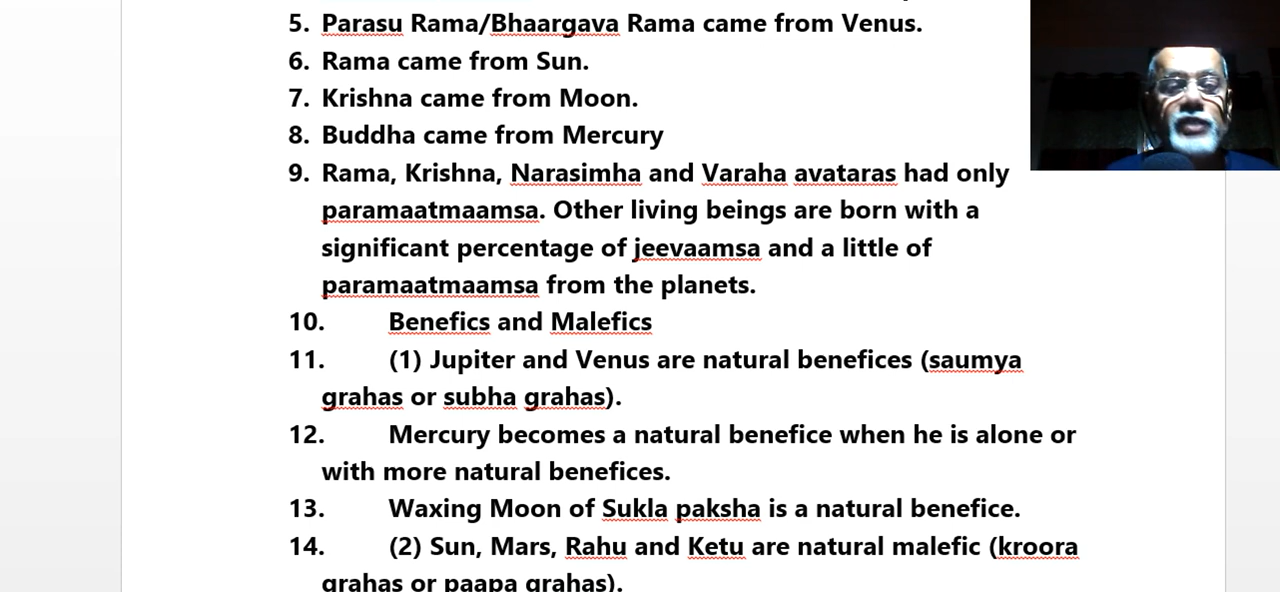 5. Parasu Rama/Bhaargava Rama came from Venus.
6. Rama came from Sun.
7. Krishna came from Moon.
8. Buddha came from Mercury
9. Rama, Krishna, Narasimha and Varaha avataras had only
paramaatmaamsa. Other living beings are born with a
significant percentage of jeevaamsa and a little of
paramaatmaamsa from the planets.
10. Benefics and Malefics
11. (1) Jupiter and Venus are natural benefices (saumya
grahas or subha grahas).
12. Mercury becomes a natural benefice when he is alone or
with more natural benefices.
13. Waxing Moon of Sukla paksha is a natural benefice.
14. (2) Sun, Mars, Rahu and Ketu are natural malefic (kroora
grahas or paapa grahas).